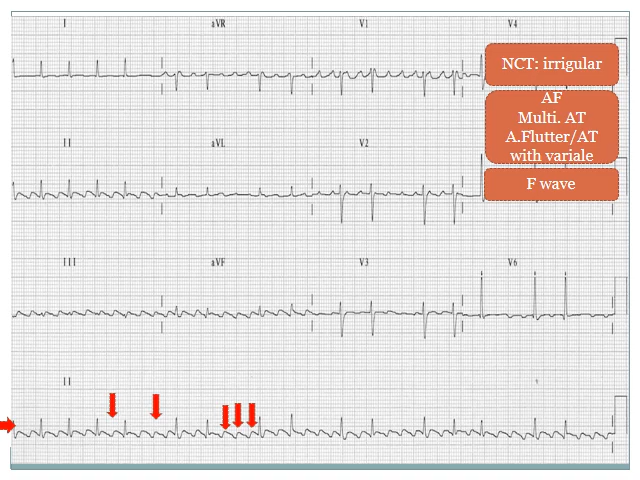 I aVR V1 V4
NCT: irrigular
AF
Multi. AT
A.Flutter/AT
with variale
II aVL V2
F wave
III aVF V3 V6
II